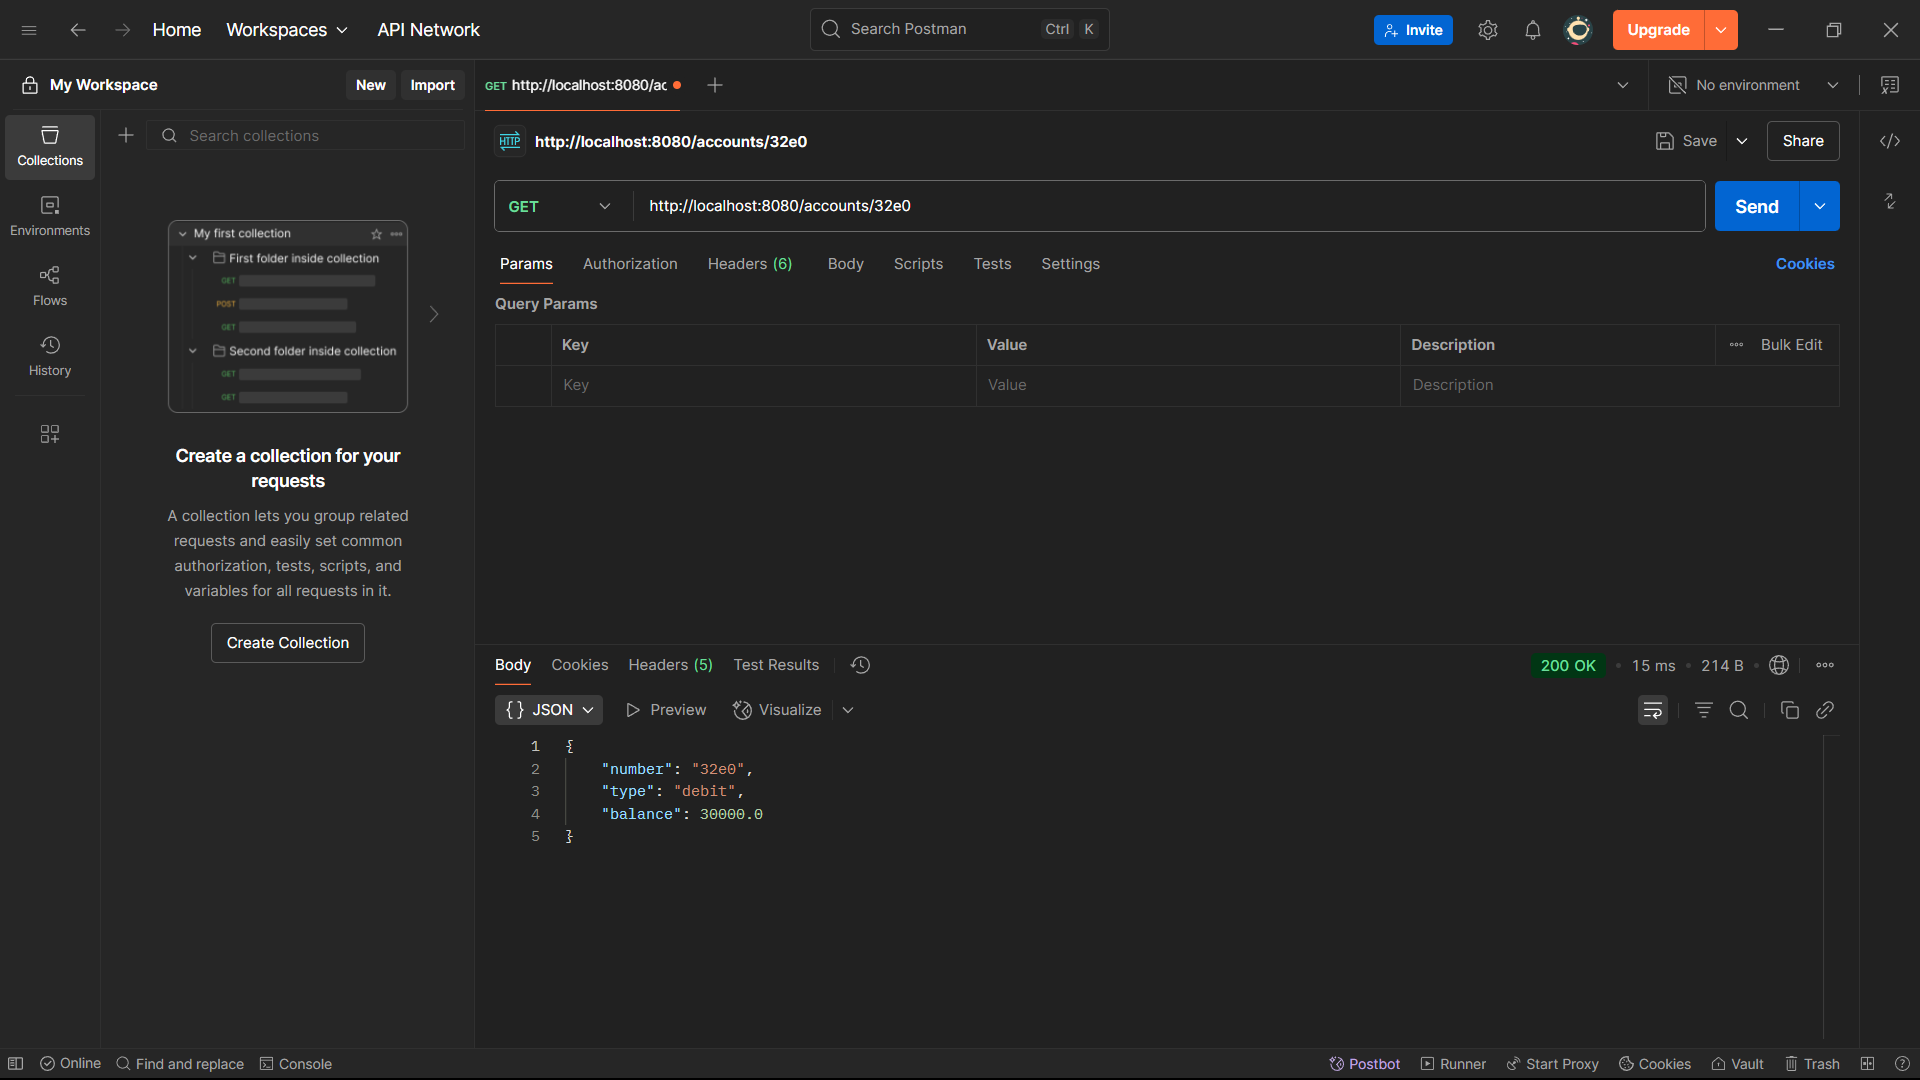 Home
Workspaces
API Network
Search Postman
Ctrl K
Invite
Upgrade
My Workspace
New
Import
GET http://localhost:8080/ac
No environment
Collections
Environments
Flows
History
Search collections
My first collection
First folder inside collection
GET
POST
GET
Second folder inside collection
GET
GET
Create a collection for your
requests
A collection lets you group related
requests and easily set common
authorization, tests, scripts, and
variables for all requests in it.
Create Collection
HTTP http://localhost:8080/accounts/32e0
Save
Share
GET http://localhost:8080/accounts/32e0
Send
Params Authorization Headers (6) Body Scripts Tests Settings
Cookies
Query Params
Key Value Description Bulk Edit
Key Value Description
Body Cookies Headers (5) Test Results
200 OK • 15 ms • 214 B
{} JSON Preview Visualize
1 {
2 "number": "32e0",
3 "type": "debit",
4 "balance": 30000.0
5 }
Online Find and replace Console
Postbot Runner Start Proxy Cookies Vault Trash